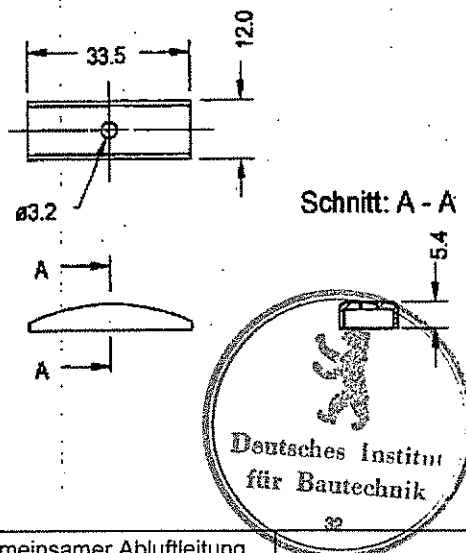 33.5
12.0
ø3.2
Schnitt: A - A
A
A
5.4
Deutsches Institut
für Bautechnik
32
meinsamer Abluftleitung